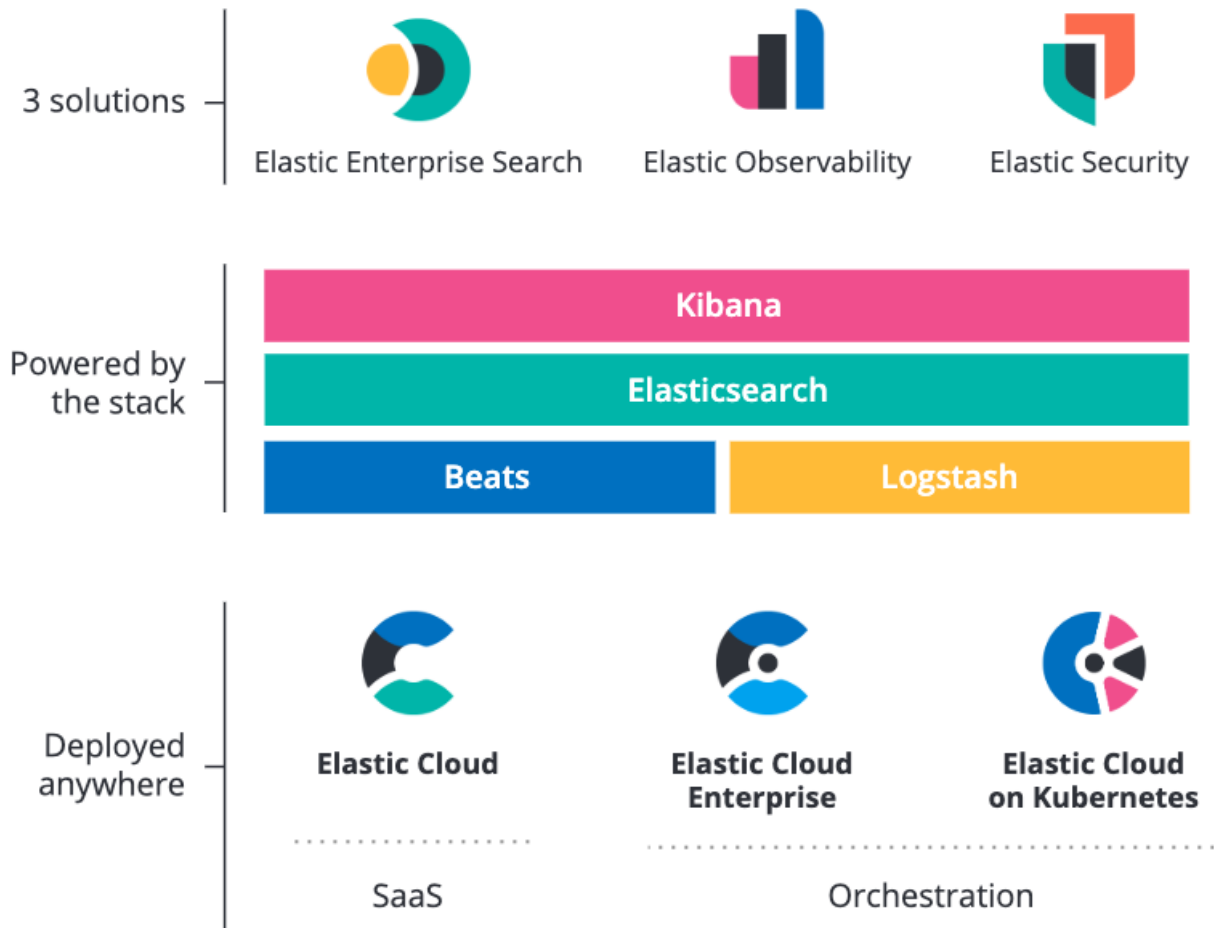 3 solutions
Elastic Enterprise Search
Elastic Observability
Elastic Security
Powered by
the stack
Kibana
Elasticsearch
Beats
Logstash
Deployed
anywhere
Elastic Cloud
Elastic Cloud
Enterprise
Elastic Cloud
on Kubernetes
SaaS
Orchestration